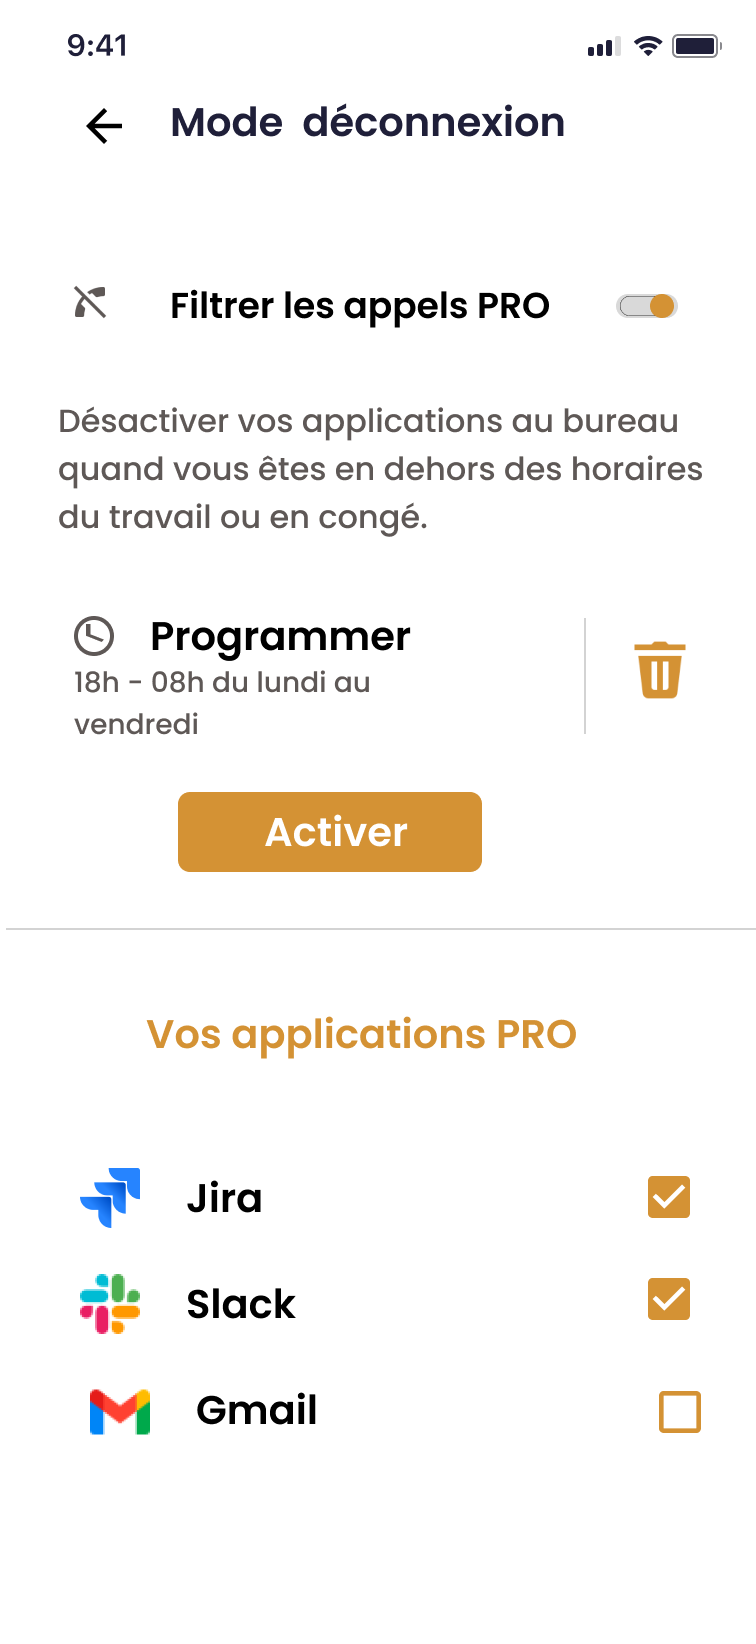 9:41
Mode déconnexion
Filtrer les appels PRO
Désactiver vos applications au bureau
quand vous êtes en dehors des horaires
du travail ou en congé.
Programmer
18h - 08h du lundi au
vendredi
Activer
Vos applications PRO
Jira
Slack
Gmail